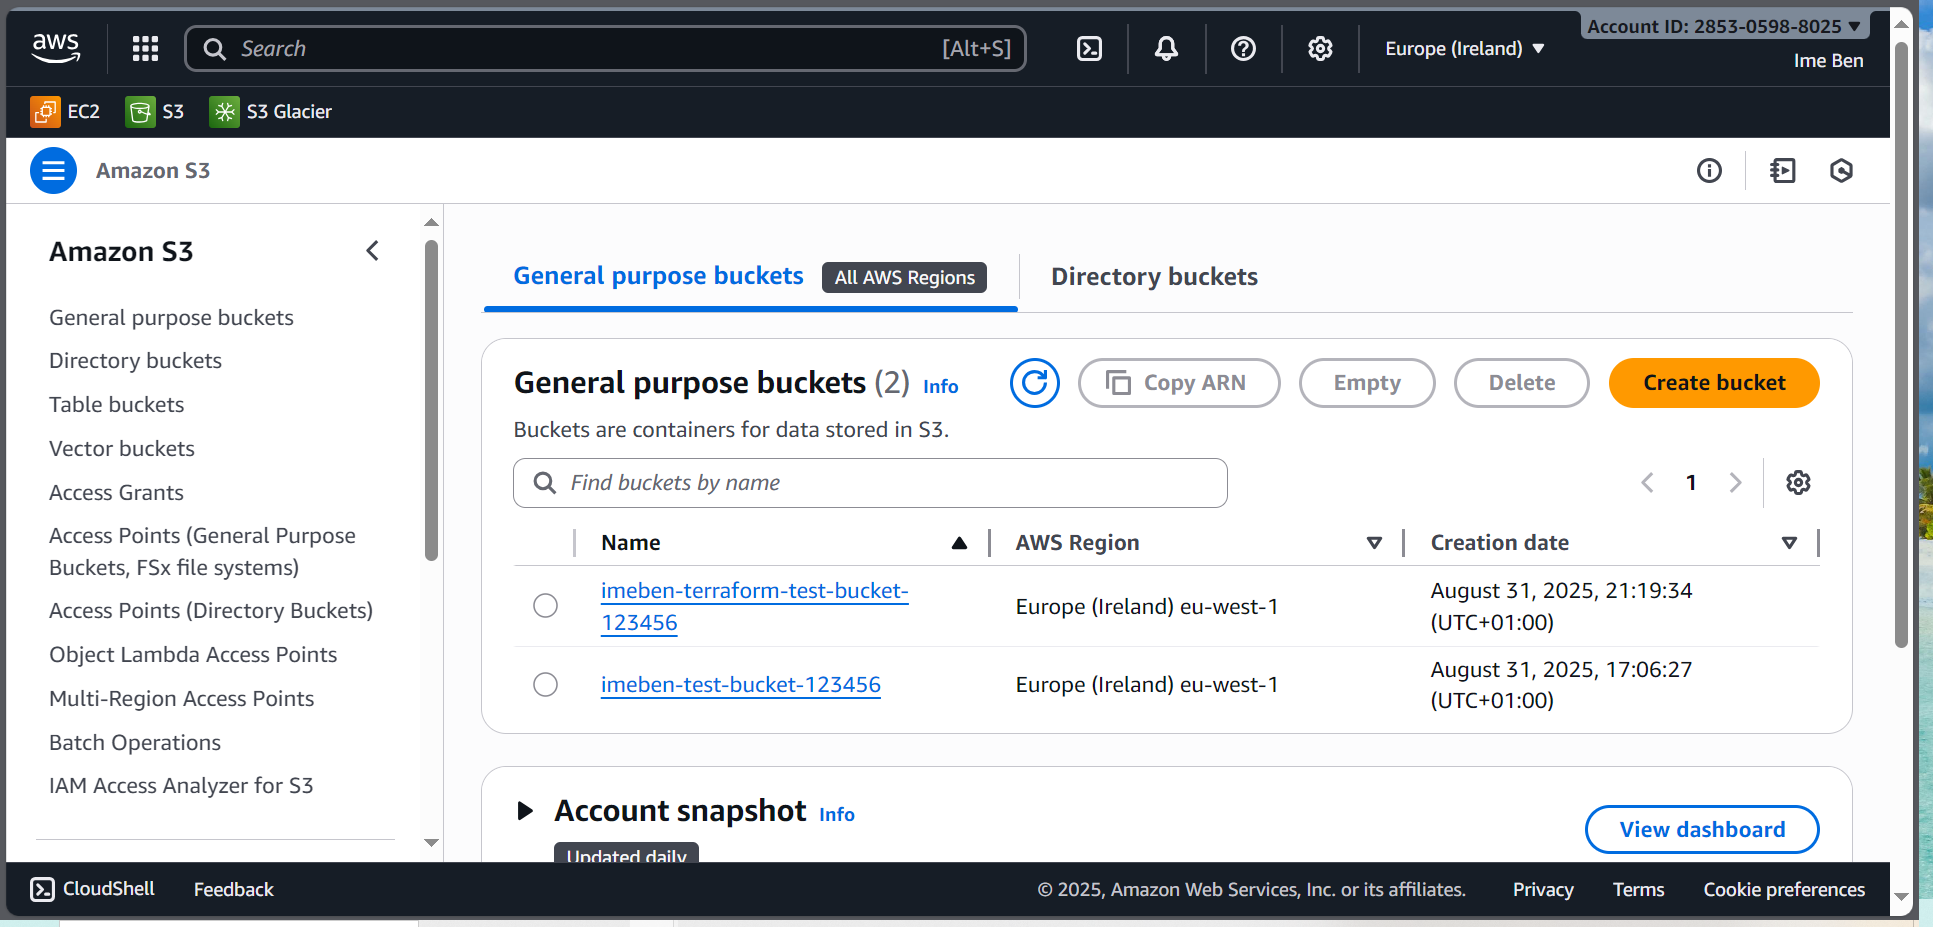 Account ID: 2853-0598-8025
aws
Search
[Alt+S]
Europe (Ireland)
Ime Ben
EC2
S3
S3 Glacier
Amazon S3
Amazon S3
General purpose buckets
Directory buckets
Table buckets
Vector buckets
Access Grants
Access Points (General Purpose
Buckets, FSx file systems)
Access Points (Directory Buckets)
Object Lambda Access Points
Multi-Region Access Points
Batch Operations
IAM Access Analyzer for S3
General purpose buckets
All AWS Regions
Directory buckets
General purpose buckets (2) Info
Copy ARN
Empty
Delete
Create bucket
Buckets are containers for data stored in S3.
Find buckets by name
1
Name
AWS Region
Creation date
imeben-terraform-test-bucket-
123456
Europe (Ireland) eu-west-1
August 31, 2025, 21:19:34
(UTC+01:00)
imeben-test-bucket-123456
Europe (Ireland) eu-west-1
August 31, 2025, 17:06:27
(UTC+01:00)
Account snapshot Info
Updated daily
View dashboard
CloudShell
Feedback
© 2025, Amazon Web Services, Inc. or its affiliates.
Privacy
Terms
Cookie preferences